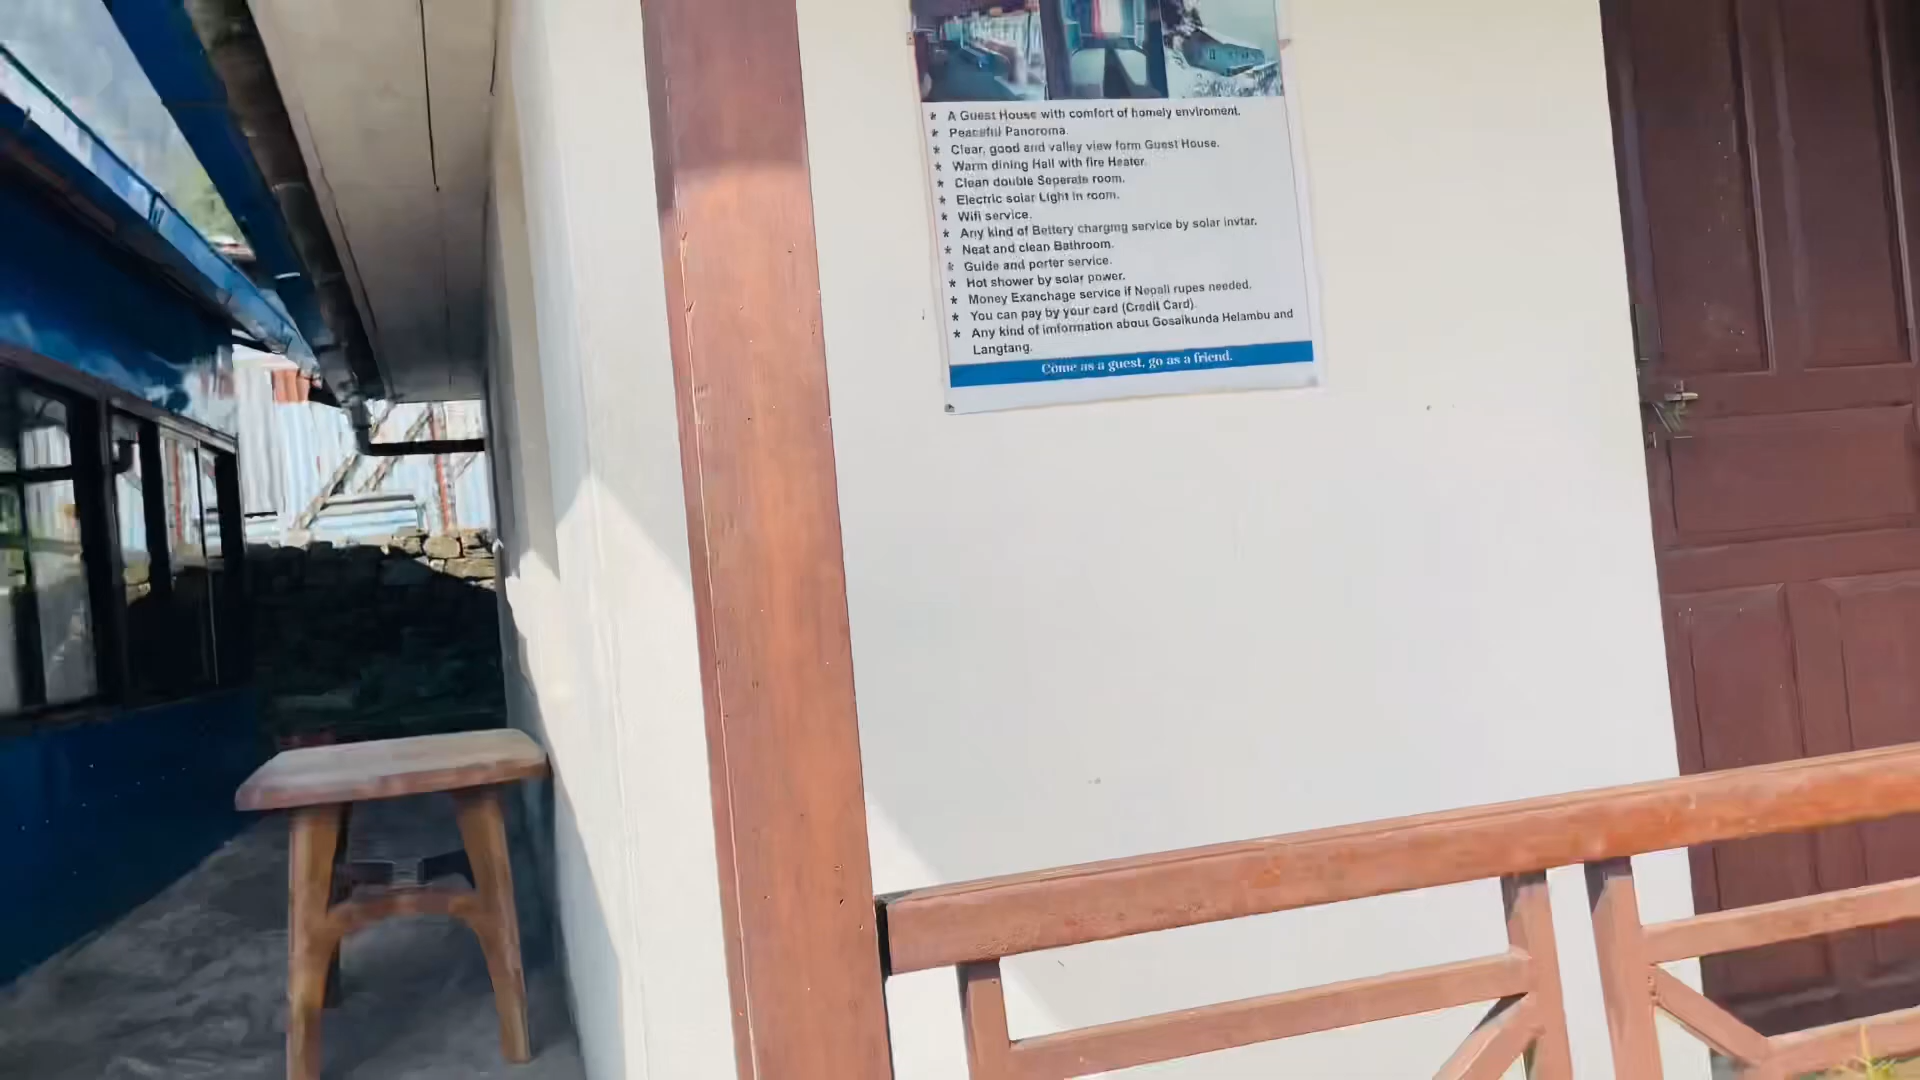 * A Guest House with comfort of homely enviroment.
* Peaceful Panoroma.
* Clear, good and valley view form Guest House.
* Warm dining Hall with fire Heater.
* Clean double Seperate room.
* Electric solar Light in room.
* Wifi service.
* Any kind of Bettery charging service by solar invtar.
* Neat and clean Bathroom.
* Guide and porter service.
* Hot shower by solar power.
* Money Exanchage service if Nepali rupes needed.
* You can pay by your card (Credit Card).
* Any kind of imformation about Gosaikunda Helambu and
Langtang.
Come as a guest, go as a friend.